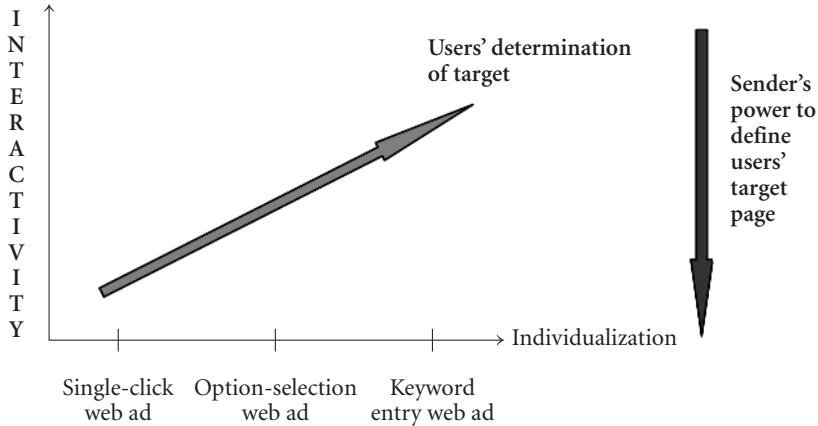 INTERACTIVITY
Users’ determination
of target
Sender’s
power to
define
users’
target
page
Individualization
Single-click
web ad
Option-selection
web ad
Keyword
entry web ad